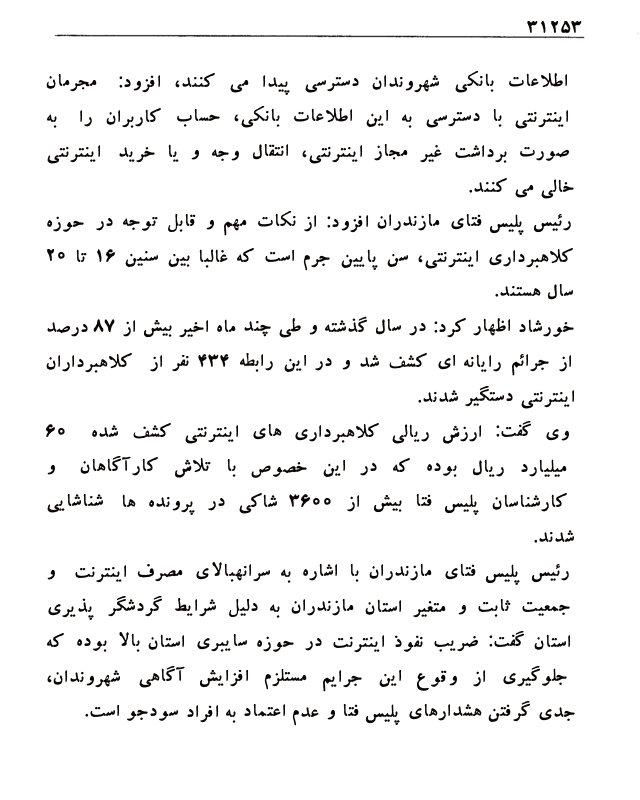 ۳۱۲۵۳
اطلاعات بانکی شهروندان دسترسی پیدا می کنند، افزود: مجرمان
اینترنتی با دسترسی به این اطلاعات بانکی، حساب کاربران را به
صورت برداشت غیر مجاز اینترنتی، انتقال وجه و یا خرید اینترنتی
خالی می کنند.
رئیس پلیس فتای مازندران افزود: از نکات مهم و قابل توجه در حوزه
کلاهبرداری اینترنتی، سن پایین جرم است که غالبا بین سنین ۱۶ تا ۲۰
سال هستند.
خورشاد اظهار کرد: در سال گذشته و طی چند ماه اخیر بیش از ۸۷ درصد
از جرائم رایانه ای کشف شد و در این رابطه ۴۳۴ نفر از کلاهبرداران
اینترنتی دستگیر شدند.
وی گفت: ارزش ریالی کلاهبرداری های اینترنتی کشف شده ۶۰
میلیارد ریال بوده که در این خصوص با تلاش کارآگاهان و
کارشناسان پلیس فتا بیش از ۳۶۰۰ شاکی در پرونده ها شناشایی
شدند.
رئیس پلیس فتای مازندران با اشاره به سرانهبالای مصرف اینترنت و
جمعیت ثابت و متغیر استان مازندران به دلیل شرایط گردشگر پذیری
استان گفت: ضریب نفوذ اینترنت در حوزه سایبری استان بالا بوده که
جلوگیری از وقوع این جرایم مستلزم افزایش آگاهی شهروندان،
جدی گرفتن هشدارهای پلیس فتا و عدم اعتماد به افراد سودجو است.